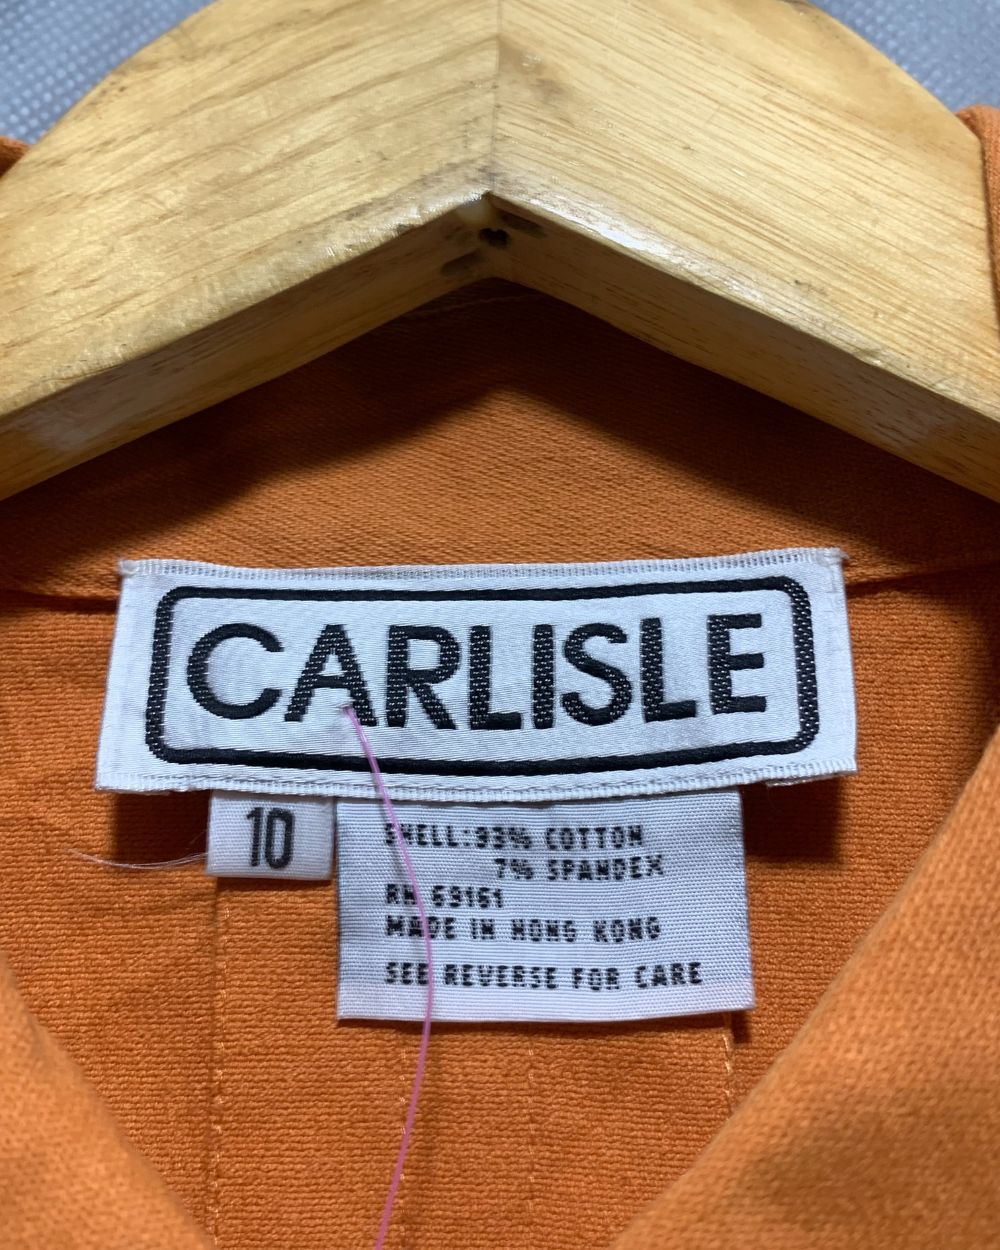 CARLISLE
10
SHELL: 93% COTTON
7% SPANDEX
RN 69161
MADE IN HONG KONG
SEE REVERSE FOR CARE